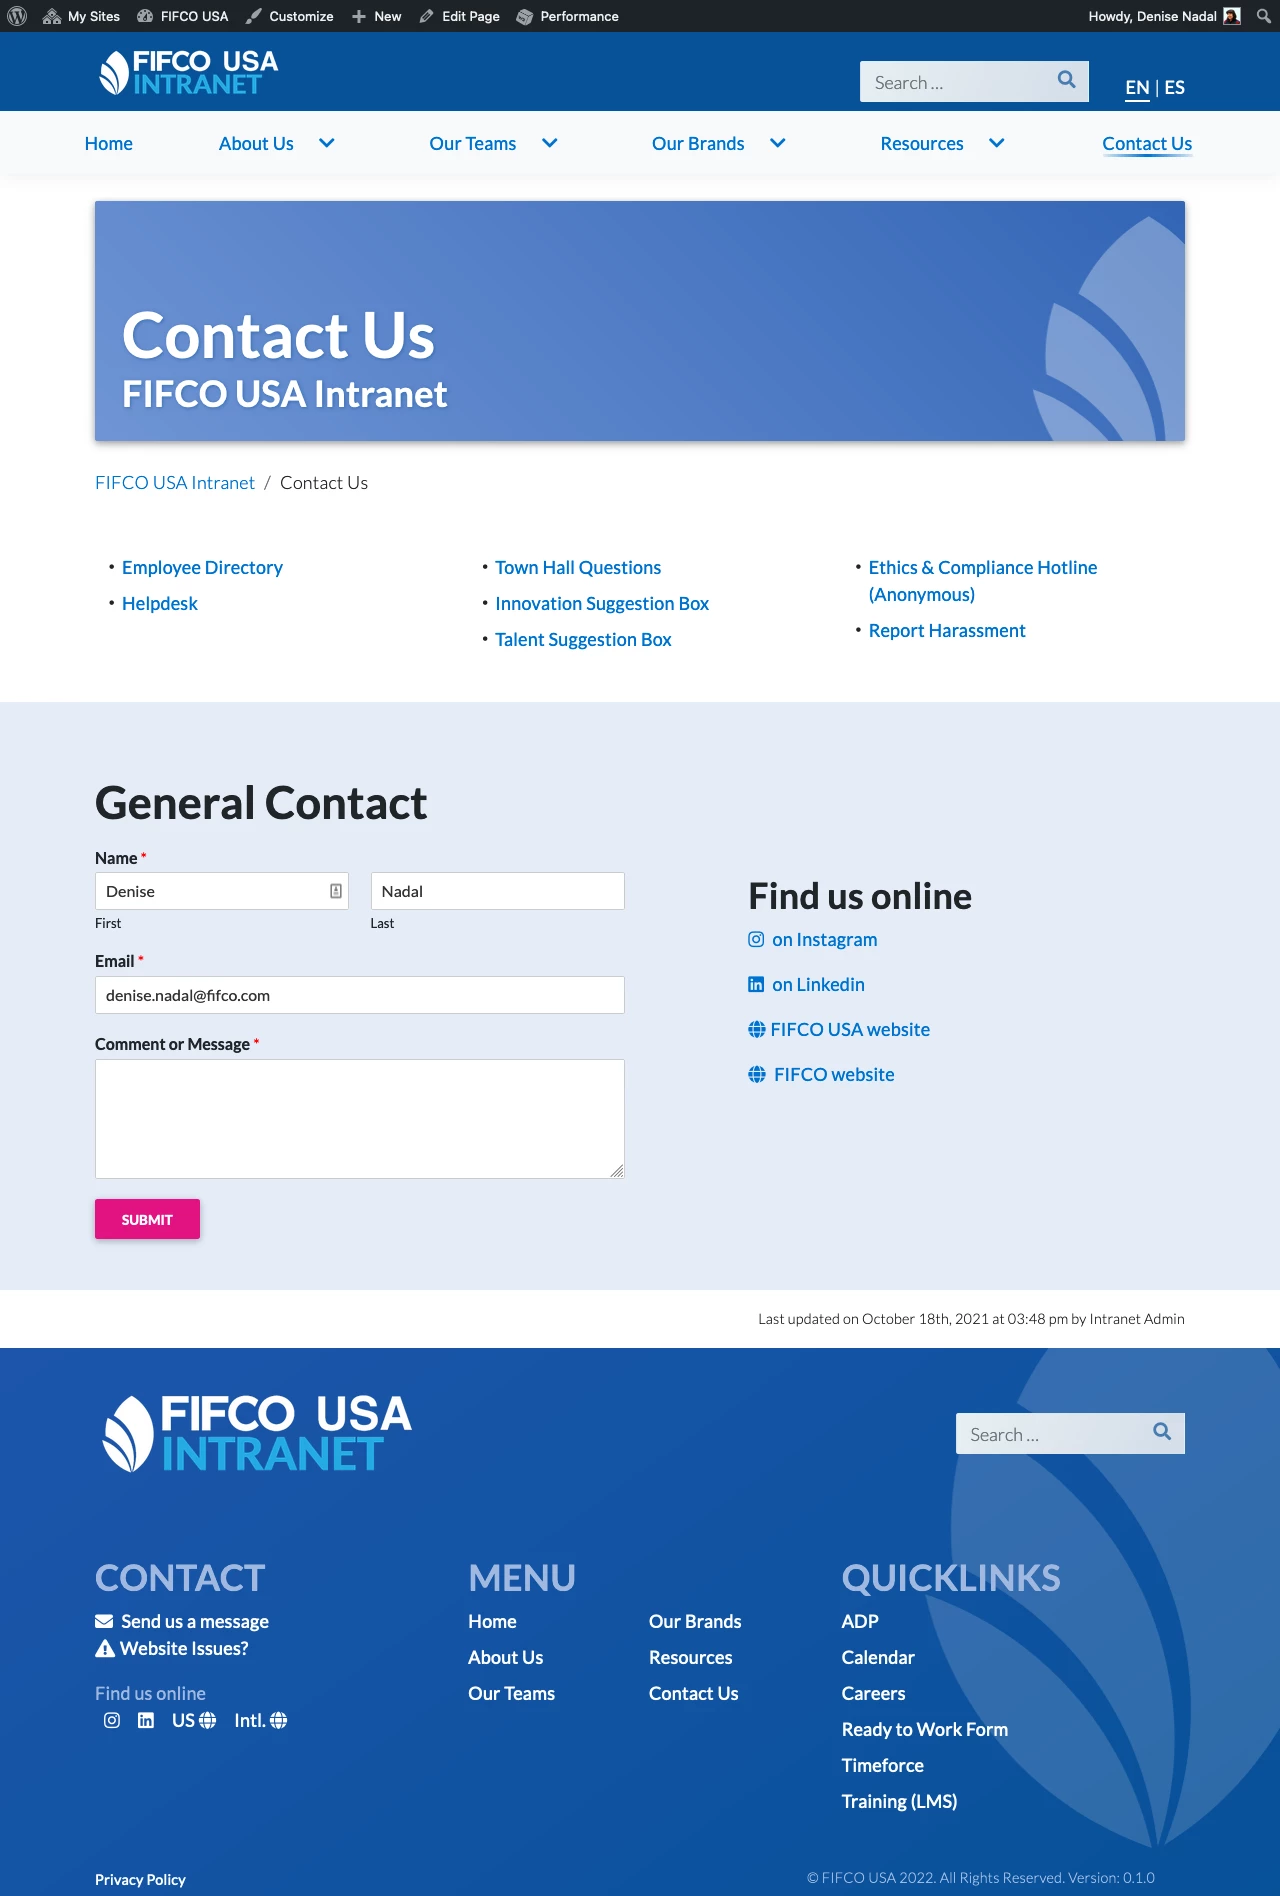 My Sites FIFCO USA Customize New Edit Page Performance Howdy, Denise Nadal
FIFCO USA
INTRANET
Search ...
EN | ES
Home About Us Our Teams Our Brands Resources Contact Us
Contact Us
FIFCO USA Intranet
FIFCO USA Intranet / Contact Us
• Employee Directory
• Helpdesk
• Town Hall Questions
• Innovation Suggestion Box
• Talent Suggestion Box
• Ethics & Compliance Hotline
(Anonymous)
• Report Harassment
General Contact
Name *
Denise
Nadal
First
Last
Email *
denise.nadal@fifco.com
Comment or Message *
SUBMIT
Find us online
on Instagram
on Linkedin
FIFCO USA website
FIFCO website
Last updated on October 18th, 2021 at 03:48 pm by Intranet Admin
FIFCO USA
INTRANET
Search ...
CONTACT
Send us a message
Website Issues?
Find us online
US Intl.
MENU
Home
About Us
Our Teams
Our Brands
Resources
Contact Us
QUICKLINKS
ADP
Calendar
Careers
Ready to Work Form
Timeforce
Training (LMS)
Privacy Policy
© FIFCO USA 2022. All Rights Reserved. Version: 0.1.0